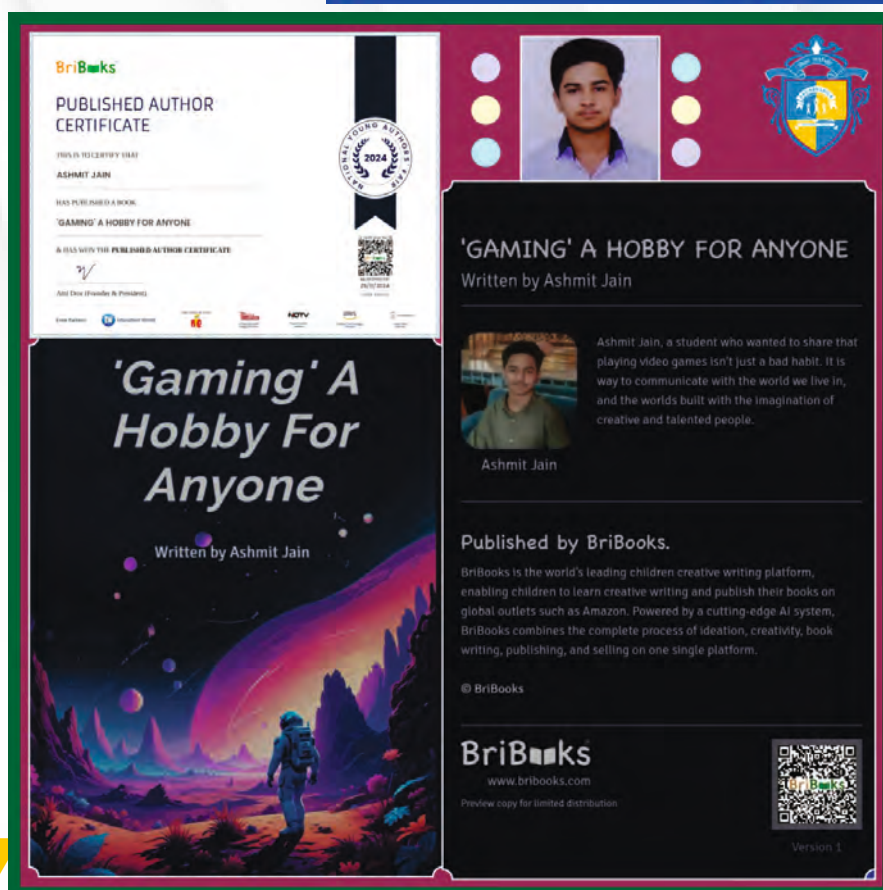 BriBooks
PUBLISHED AUTHOR
CERTIFICATE
THIS IS TO CERTIFY THAT
ASHMIT JAIN
HAS PUBLISHED A BOOK
'GAMING' A HOBBY FOR ANYONE
& HAS WON THE PUBLISHED AUTHOR CERTIFICATE
(Founder & President)
NATIONAL YOUNG AUTHORS' FAIR
2024
NDTV
aws
'Gaming' A
Hobby For
Anyone
Written by Ashmit Jain
'GAMING' A HOBBY FOR ANYONE
Written by Ashmit Jain
Ashmit Jain, a student who wanted to share that
playing video games isn't just a bad habit. It is
way to communicate with the world we live in,
and the worlds built with the imagination of
creative and talented people.
Ashmit Jain
Published by BriBooks.
BriBooks is the world's leading children creative writing platform,
enabling children to learn creative writing and publish their books on
global outlets such as Amazon. Powered by a cutting-edge AI system,
BriBooks combines the complete process of ideation, creativity, book
writing, publishing, and selling on one single platform.
© BriBooks
BriBooks
www.bribooks.com
Preview copy for limited distribution
BriBooks
Version 1